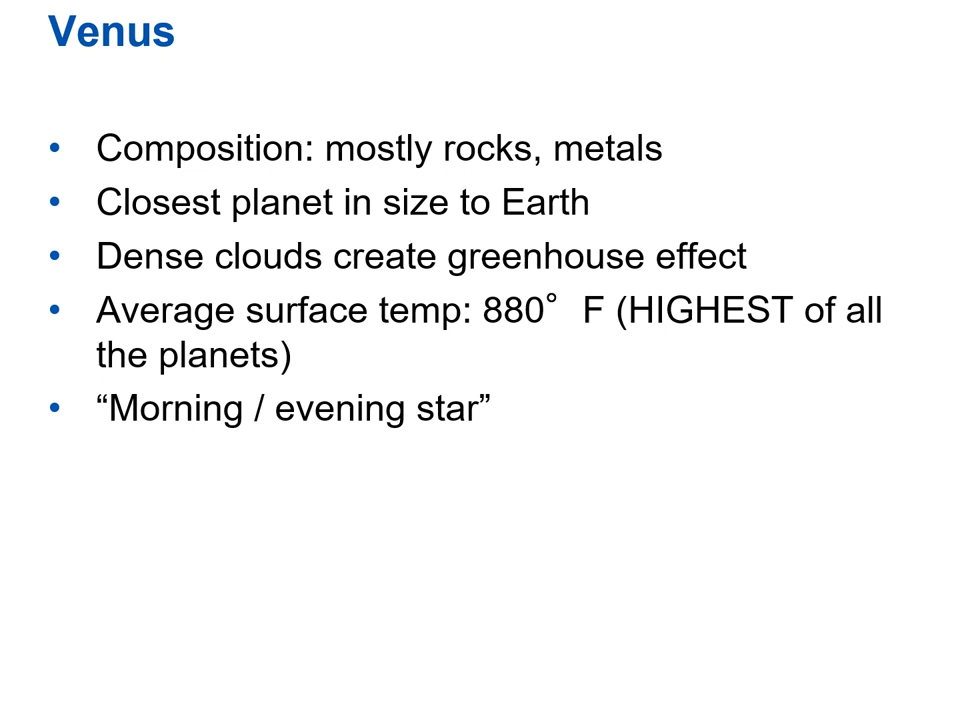 Venus
• Composition: mostly rocks, metals
• Closest planet in size to Earth
• Dense clouds create greenhouse effect
• Average surface temp: 880° F (HIGHEST of all
the planets)
• “Morning / evening star”